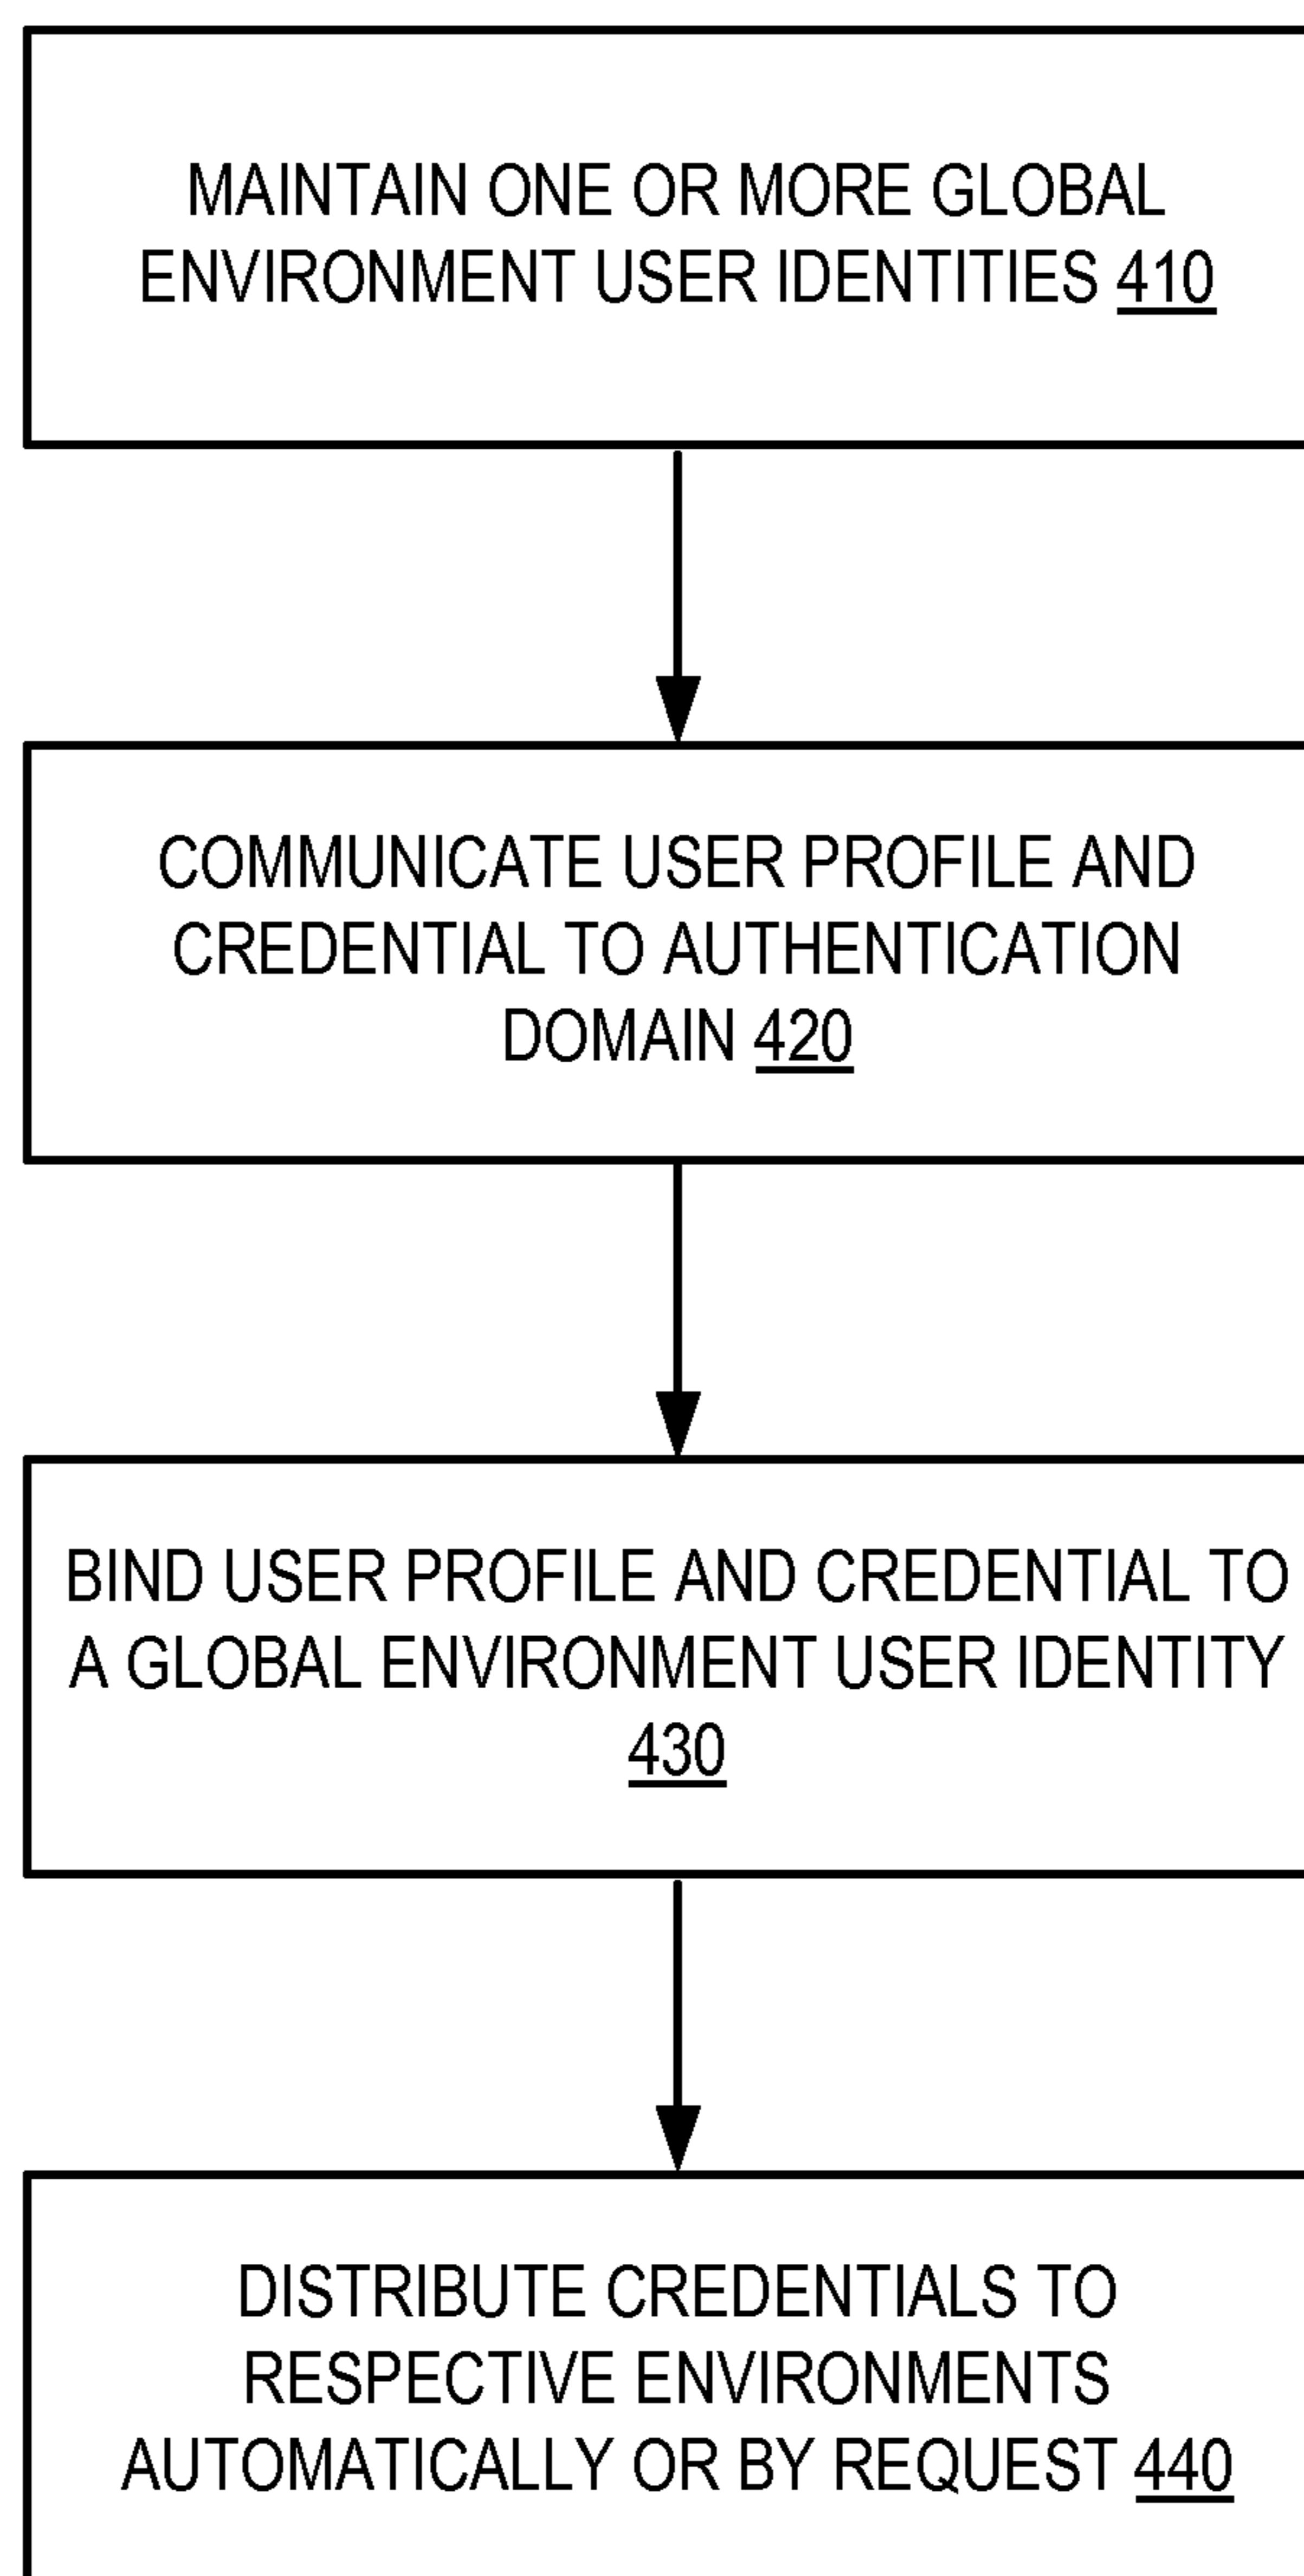 MAINTAIN ONE OR MORE GLOBAL
ENVIRONMENT USER IDENTITIES 410
COMMUNICATE USER PROFILE AND
CREDENTIAL TO AUTHENTICATION
DOMAIN 420
BIND USER PROFILE AND CREDENTIAL TO
A GLOBAL ENVIRONMENT USER IDENTITY
430
DISTRIBUTE CREDENTIALS TO
RESPECTIVE ENVIRONMENTS
AUTOMATICALLY OR BY REQUEST 440